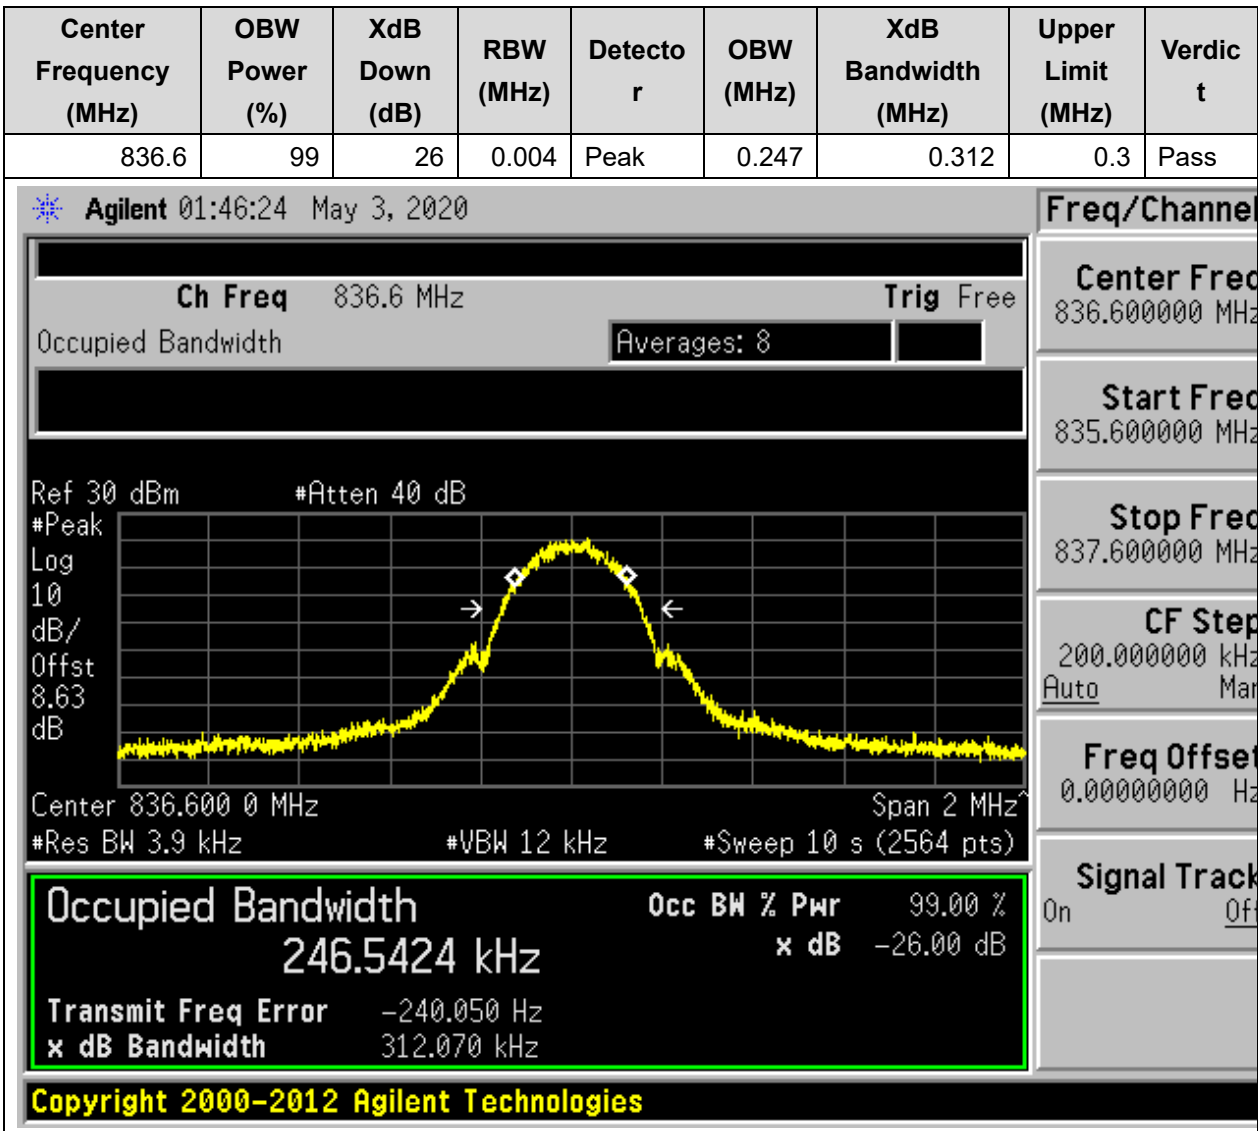 Center Frequency (MHz) OBW Power (%) XdB Down (dB) RBW (MHz) Detecto r OBW (MHz) XdB Bandwidth (MHz) Upper Limit (MHz) Verdic t
836.6 99 26 0.004 Peak 0.247 0.312 0.3 Pass
Agilent 01:46:24 May 3, 2020
Freq/Channel
Ch Freq 836.6 MHz Trig Free
Occupied Bandwidth Averages: 8
Center Freq
836.600000 MHz
Start Freq
835.600000 MHz
Stop Freq
837.600000 MHz
CF Step
200.000000 kHz
Auto Man
Freq Offset
0.00000000 Hz
Signal Track
On Off
Ref 30 dBm #Atten 40 dB
#Peak
Log
10
dB/
Offst
8.63
dB
Center 836.600 0 MHz Span 2 MHz^
#Res BW 3.9 kHz #VBW 12 kHz #Sweep 10 s (2564 pts)
Occupied Bandwidth Occ BW % Pwr 99.00 %
246.5424 kHz x dB -26.00 dB
Transmit Freq Error -240.050 Hz
x dB Bandwidth 312.070 kHz
Copyright 2000-2012 Agilent Technologies